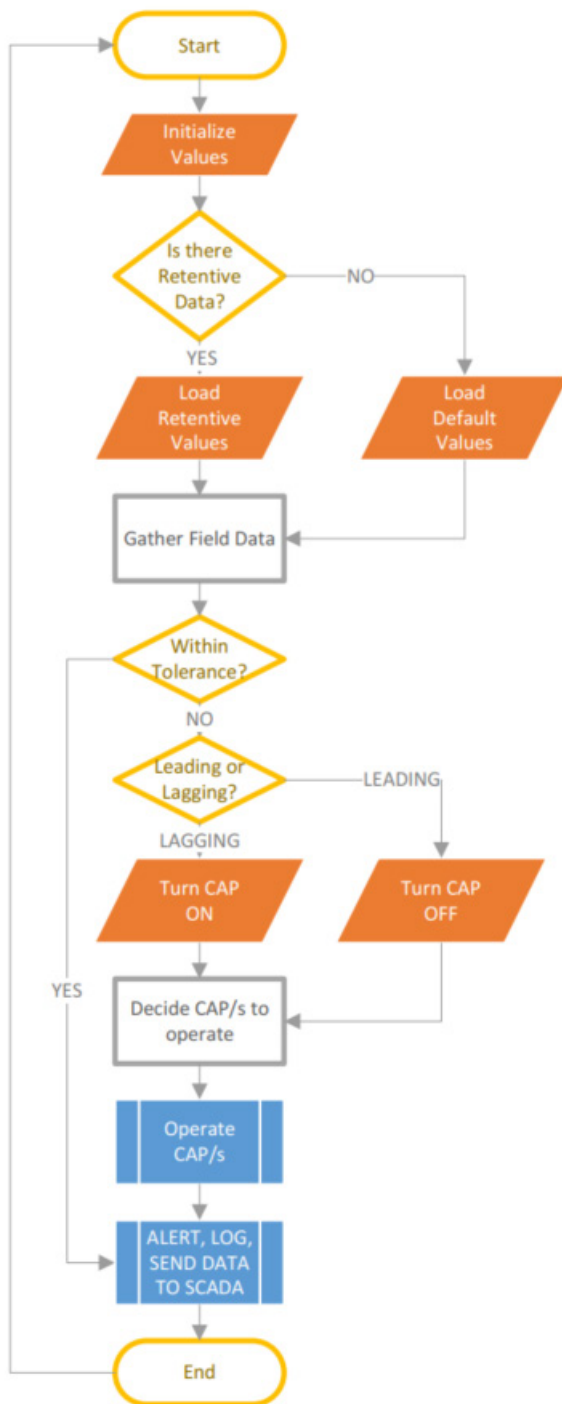 Start
Initialize
Values
Is there
Retentive
Data?
NO
YES
Load
Retentive
Values
Load
Default
Values
Gather Field Data
Within
Tolerance?
NO
Leading or
Lagging?
LEADING
LAGGING
Turn CAP
ON
Turn CAP
OFF
YES
Decide CAP/s to
operate
Operate
CAP/s
ALERT, LOG,
SEND DATA
TO SCADA
End